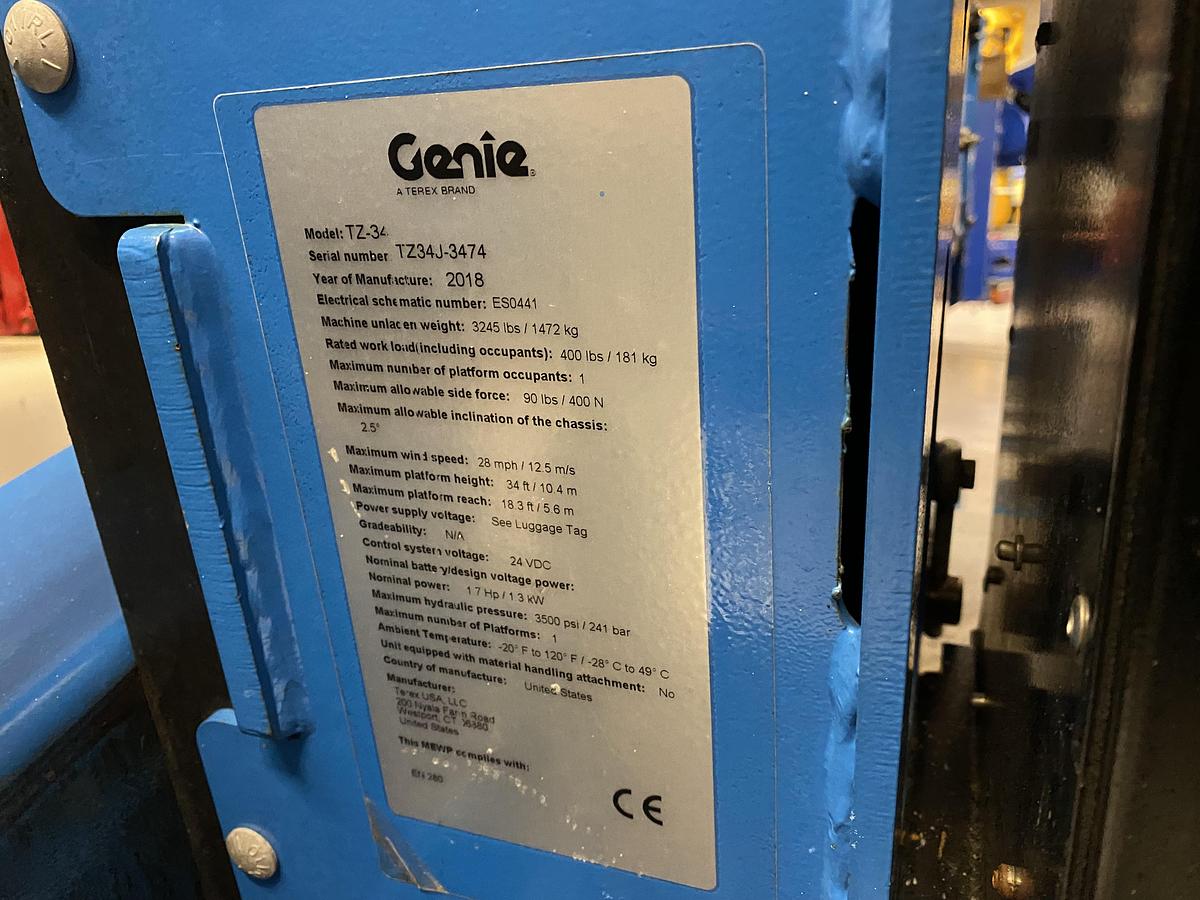 Genie
A TEREX BRAND
Model: TZ-34
Serial number TZ34J-3474
Year of Manufacture: 2018
Electrical schematic number: ES0441
Machine unladen weight: 3245 lbs / 1472 kg
Rated work load(including occupants): 400 lbs / 181 kg
Maximum number of platform occupants: 1
Maximum allowable side force: 90 lbs / 400 N
Maximum allowable inclination of the chassis:
2.5°
Maximum wind speed: 28 mph / 12.5 m/s
Maximum platform height: 34 ft / 10.4 m
Maximum platform reach: 18.3 ft / 5.6 m
Power supply voltage: See Luggage Tag
Gradeability: N/A
Control system voltage: 24 VDC
Nominal battery/design voltage power:
Nominal power: 1.7 Hp / 1.3 kW
Maximum hydraulic pressure: 3500 psi / 241 bar
Maximum number of Platforms: 1
Ambient Temperature: -20° F to 120° F / -28° C to 49° C
Unit equipped with material handling attachment: No
Country of manufacture: United States
Manufacturer:
Terex USA, LLC
200 Nyala Farm Road
Westport, CT
United States
This MEWP complies with:
EN 280
CE